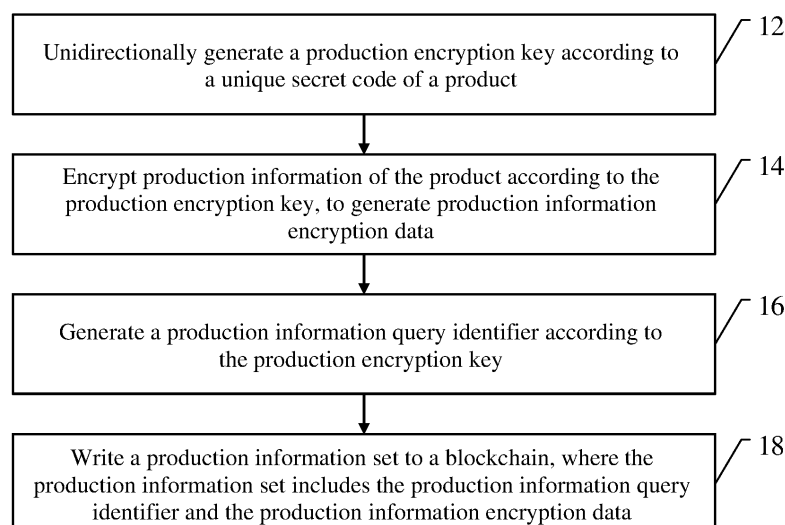 Unidirectionally generate a production encryption key according to
a unique secret code of a product
12
Encrypt production information of the product according to the
production encryption key, to generate production information
encryption data
14
Generate a production information query identifier according to
the production encryption key
16
Write a production information set to a blockchain, where the
production information set includes the production information query
identifier and the production information encryption data
18